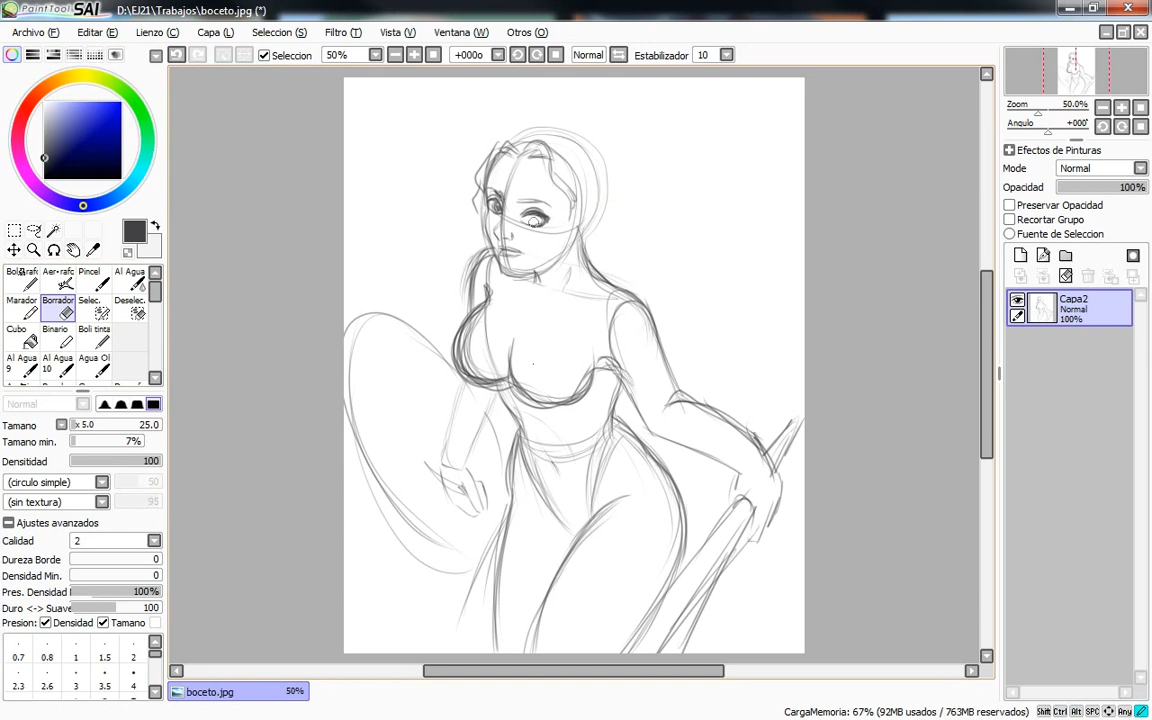 PaintTool SAI D:\EJ21\Trabajos\boceto.jpg (*)
Archivo (F) Editar (E) Lienzo (C) Capa (L) Seleccion (S) Filtro (T) Vista (V) Ventana (W) Otros (O)
Seleccion 50% +000º Normal Estabilizador 10
Zoom 50.0%
Angulo +000º
Efectos de Pinturas
Mode Normal
Opacidad 100%
Preservar Opacidad
Recortar Grupo
Fuente de Seleccion
Capa2
Normal
100%
Pincel Al Agua
Marador Borrador Selec. Deselec.
Cubo Binario Boli tinta
Al Agua 9 Al Agua 10 Agua Ol
Normal
Tamano x 5.0 25.0
Tamano min. 7%
Densitidad 100
(circulo simple) 50
(sin textura) 95
Ajustes avanzados
Calidad 2
Dureza Borde 0
Densidad Min. 0
Pres. Densidad 100%
Duro <-> Suave 100
Presion: Densidad Tamano
0.7 0.8 1 1.5 2
2.3 2.6 3 3.5 4
boceto.jpg 50%
CargaMemoria: 67% (92MB usados / 763MB reservados) Shift Ctrl Alt SPC Any